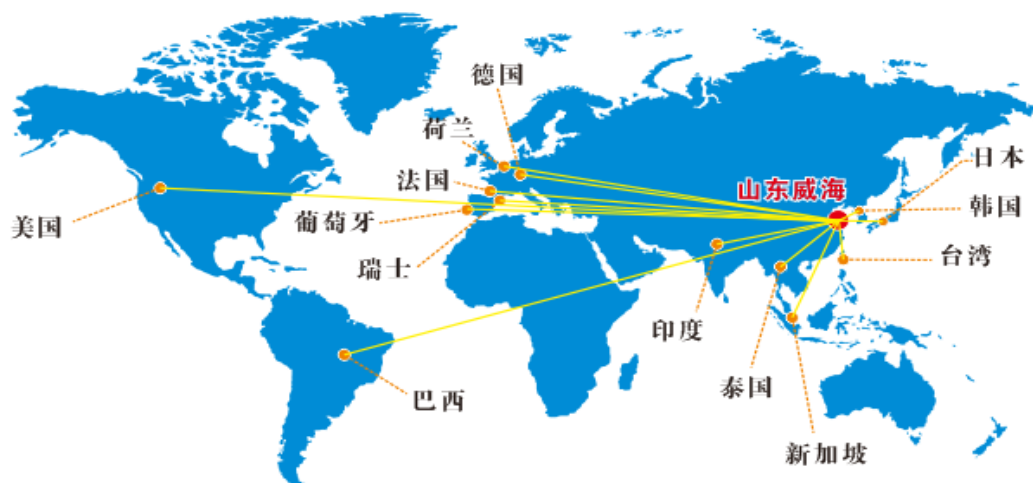 德国
荷兰
日本
法国
山东威海
韩国
美国
葡萄牙
台湾
瑞士
印度
泰国
巴西
新加坡